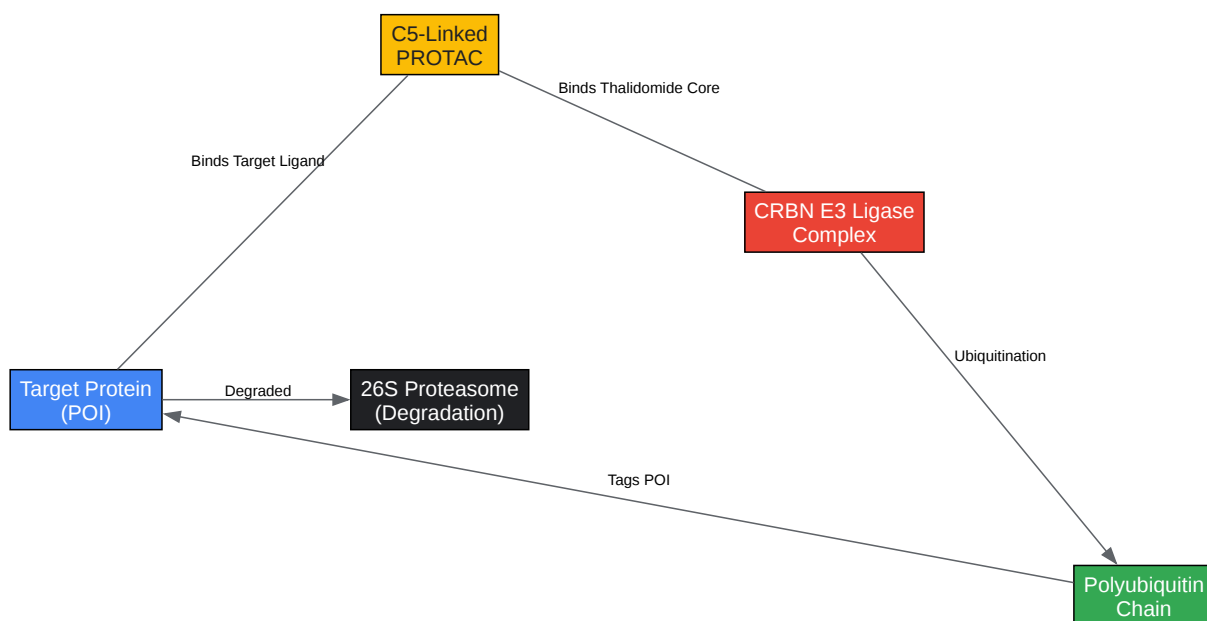 C5-Linked
PROTAC
Binds Thalidomide Core
Binds Target Ligand
CRBN E3 Ligase
Complex
Ubiquitination
Target Protein
(POI)
Degraded
26S Proteasome
(Degradation)
Tags POI
Polyubiquitin
Chain